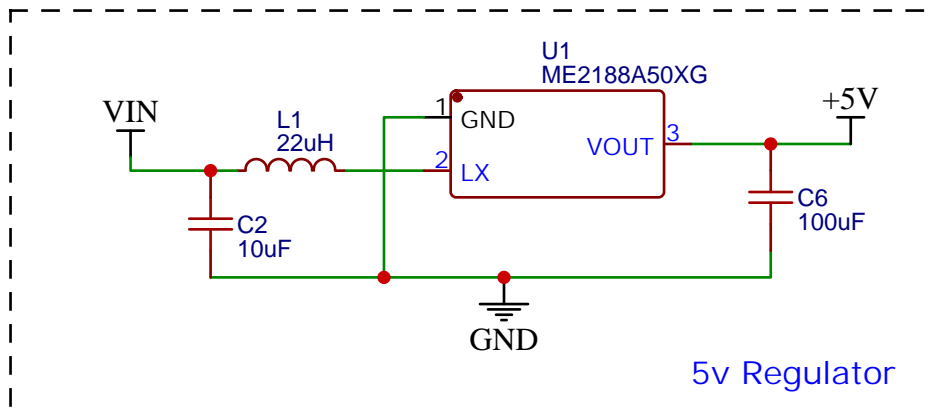 U1
ME2188A50XG
VIN
L1
22uH
1
GND
2
LX
VOUT
3
+5V
C2
10uF
C6
100uF
GND
5v Regulator